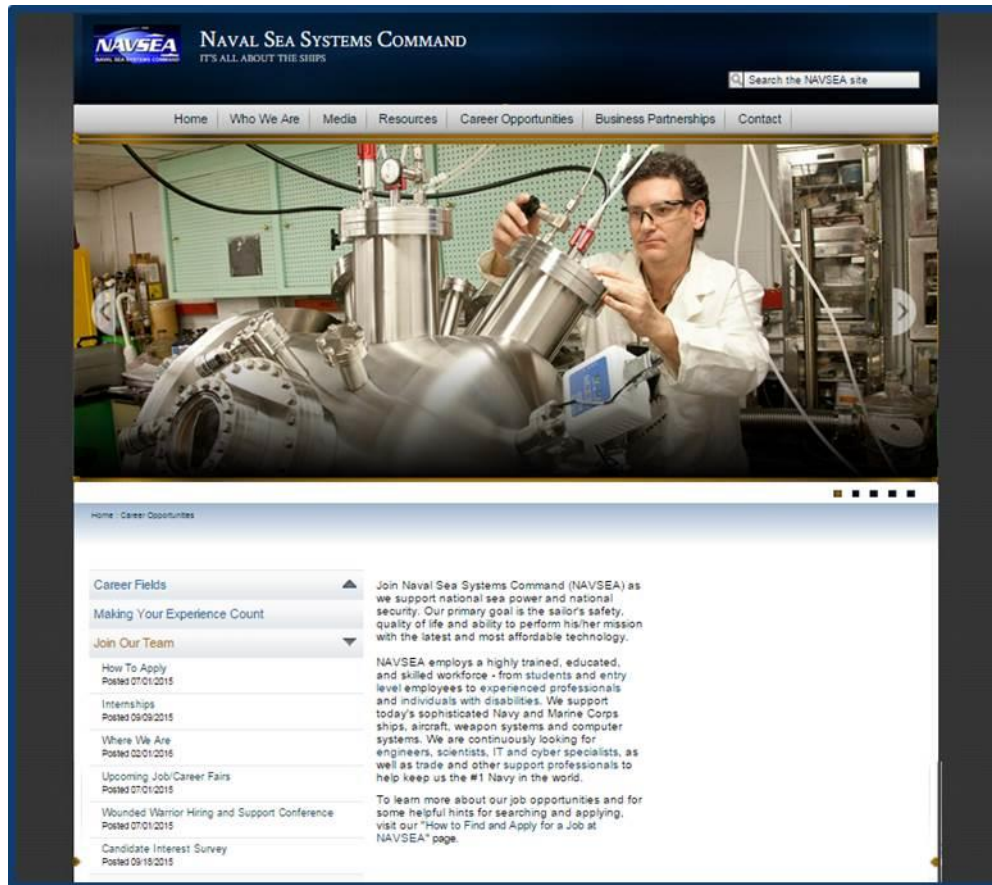 NAVSEA
NAVAL SEA SYSTEMS COMMAND
NAVAL SEA SYSTEMS COMMAND
IT'S ALL ABOUT THE SHIPS
Search the NAVSEA site
Home Who We Are Media Resources Career Opportunities Business Partnerships Contact
Home Career Opportunities
Career Fields
Making Your Experience Count
Join Our Team
How To Apply
Posted 07/01/2015
Internships
Posted 09/09/2015
Where We Are
Posted 02/01/2015
Upcoming Job/Career Fairs
Posted 07/01/2015
Wounded Warrior Hiring and Support Conference
Posted 07/01/2015
Candidate Interest Survey
Posted 09/15/2015
Join Naval Sea Systems Command (NAVSEA) as
we support national sea power and national
security. Our primary goal is the sailor's safety,
quality of life and ability to perform his/her mission
with the latest and most affordable technology.
NAVSEA employs a highly trained, educated,
and skilled workforce - from students and entry
level employees to experienced professionals
and individuals with disabilities. We support
today's sophisticated Navy and Marine Corps
ships, aircraft, weapon systems and computer
systems. We are continuously looking for
engineers, scientists, IT and cyber specialists, as
well as trade and other support professionals to
help keep us the #1 Navy in the world.
To learn more about our job opportunities and for
some helpful hints for searching and applying,
visit our "How to Find and Apply for a Job at
NAVSEA" page.